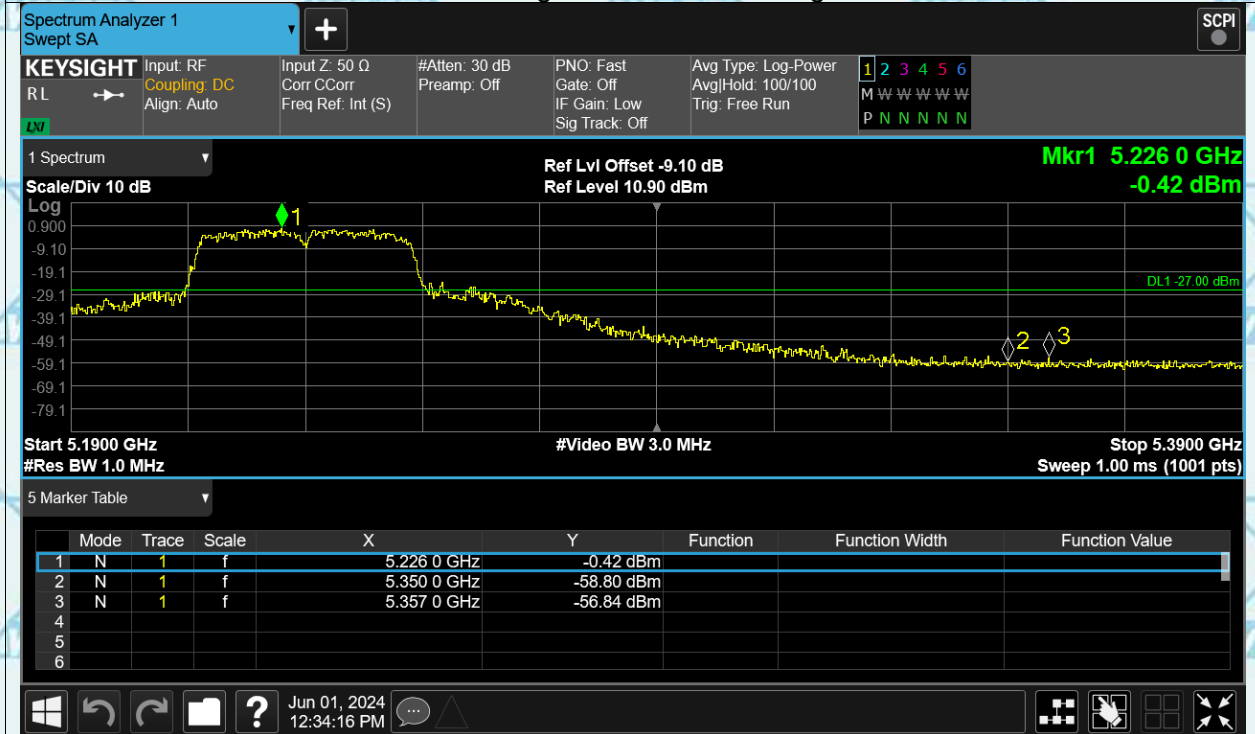 Spectrum Analyzer 1
Swept SA
SCPI
KEYSIGHT
R L
LXI
Input: RF
Coupling: DC
Align: Auto
Input Z: 50 Ω
Corr CCorr
Freq Ref: Int (S)
#Atten: 30 dB
Preamp: Off
PNO: Fast
Gate: Off
IF Gain: Low
Sig Track: Off
Avg Type: Log-Power
Avg|Hold: 100/100
Trig: Free Run
1 2 3 4 5 6
M W W W W W
P N N N N N
1 Spectrum
Scale/Div 10 dB
Ref Lvl Offset -9.10 dB
Ref Level 10.90 dBm
Mkr1 5.226 0 GHz
-0.42 dBm
Log
0.900
-9.10
-19.1
-29.1
-39.1
-49.1
-59.1
-69.1
-79.1
1
DL1 -27.00 dBm
2
3
Start 5.1900 GHz
#Video BW 3.0 MHz
Stop 5.3900 GHz
#Res BW 1.0 MHz
Sweep 1.00 ms (1001 pts)
5 Marker Table
Mode Trace Scale X Y Function Function Width Function Value
1 N 1 f 5.226 0 GHz -0.42 dBm
2 N 1 f 5.350 0 GHz -58.80 dBm
3 N 1 f 5.357 0 GHz -56.84 dBm
4
5
6
?
Jun 01, 2024
12:34:16 PM